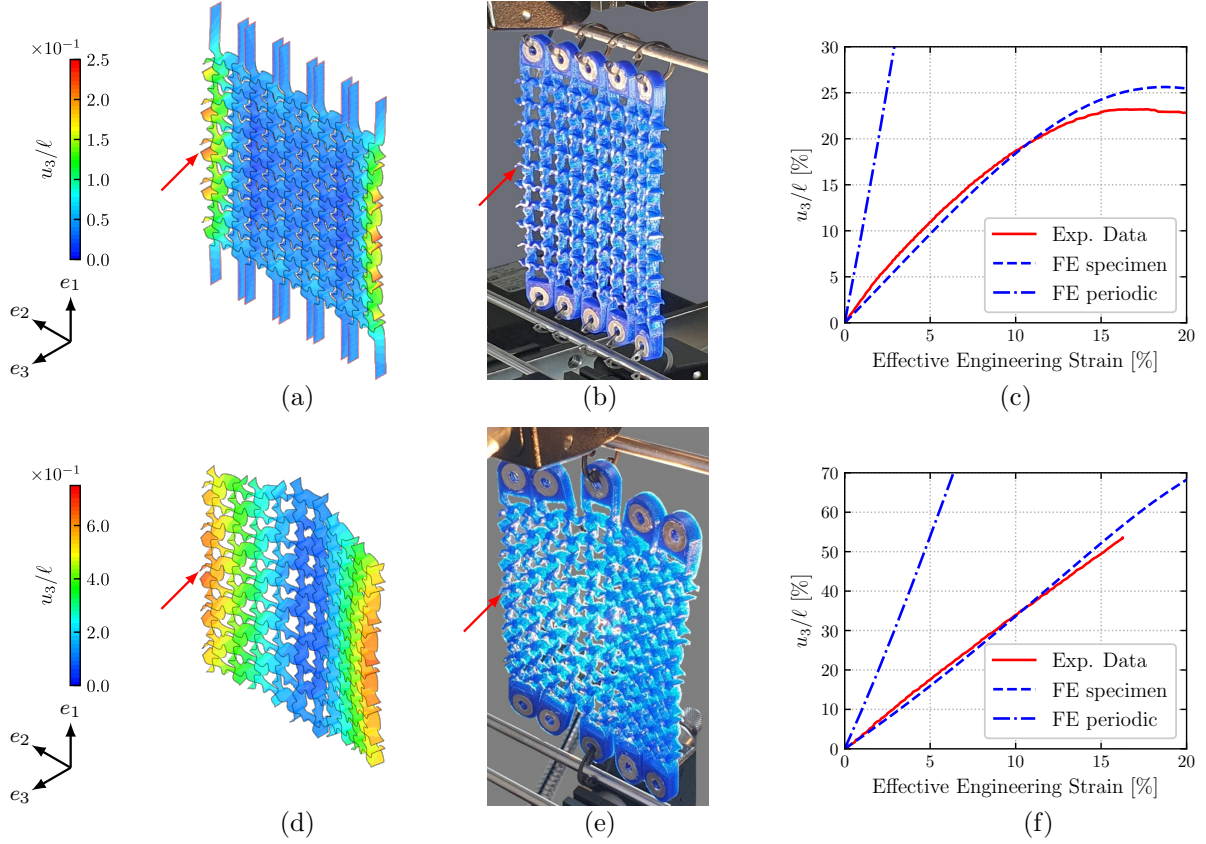 ×10⁻¹
2.5
2.0
1.5
1.0
0.5
0.0
u₃/ℓ
e₁
e₂
e₃
(a)
(b)
30
25
20
15
10
5
0
u₃/ℓ [%]
Exp. Data
FE specimen
FE periodic
0 5 10 15 20
Effective Engineering Strain [%]
(c)
×10⁻¹
6.0
4.0
2.0
0.0
u₃/ℓ
e₁
e₂
e₃
(d)
(e)
70
60
50
40
30
20
10
0
u₃/ℓ [%]
Exp. Data
FE specimen
FE periodic
0 5 10 15 20
Effective Engineering Strain [%]
(f)